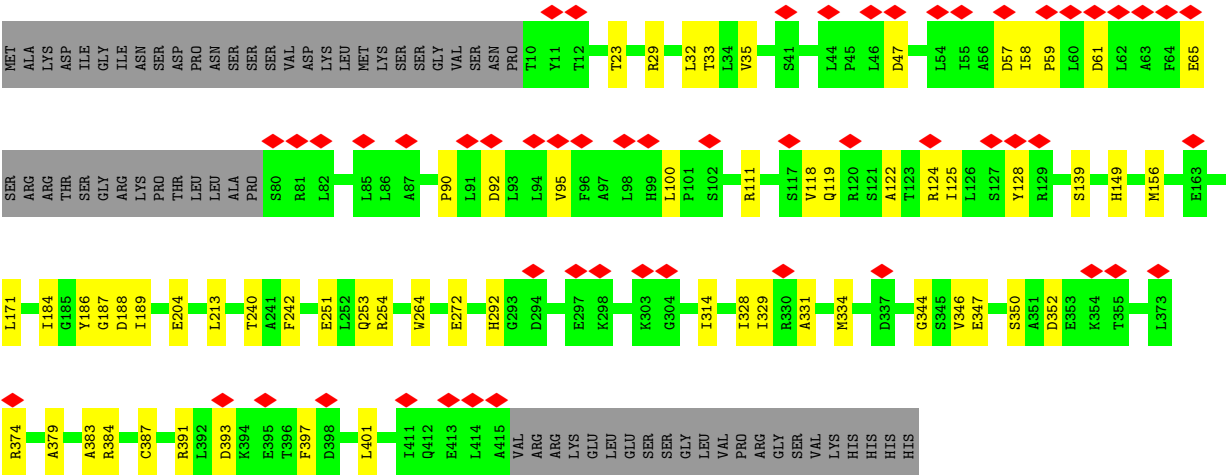 MET ALA LYS ASP ILE GLY ILE ASN SER ASP PRO ASN SER SER SER VAL ASP LYS LEU MET LYS SER SER GLY VAL SER ASN PRO T10 Y11 T12 T23 R29 L32 T33 L34 V35 S41 L44 P45 L46 D47 L54 I55 A56 D57 I58 P59 L60 D61 L62 A63 F64 E65
SER ARG ARG THR SER GLY ARG LYS PRO THR LEU LEU ALA PRO S80 R81 L82 L85 L86 A87 P90 L91 D92 L93 L94 V95 F96 A97 L98 H99 L100 P101 S102 R111 S117 V118 Q119 R120 S121 A122 T123 R124 I125 L126 S127 Y128 R129 S139 H149 M156 E163
L171 I184 G185 Y186 G187 D188 I189 E204 L213 T240 A241 F242 E251 L252 Q253 R254 W264 E272 H292 G293 D294 E297 K298 K303 G304 I314 I328 I329 R330 A331 M334 D337 G344 S345 V346 E347 S350 A351 D352 E353 K354 T355 L373
R374 A379 A383 R384 C387 R391 L392 D393 K394 E395 T396 F397 D398 L401 I411 Q412 E413 L414 A415 VAL ARG ARG LYS GLU LEU GLU GLU SER SER GLY LEU VAL PRO ARG GLY SER VAL LYS HIS HIS HIS HIS HIS